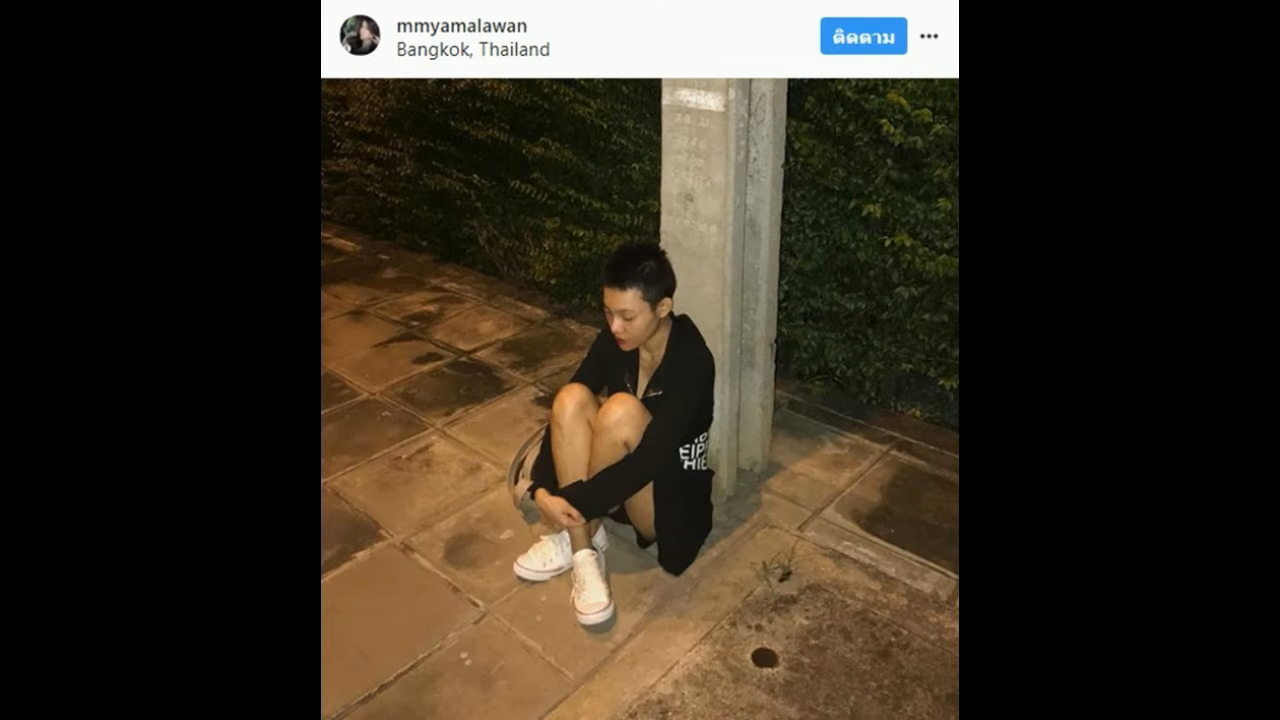 mmyamalawan
Bangkok, Thailand
ติดตาม